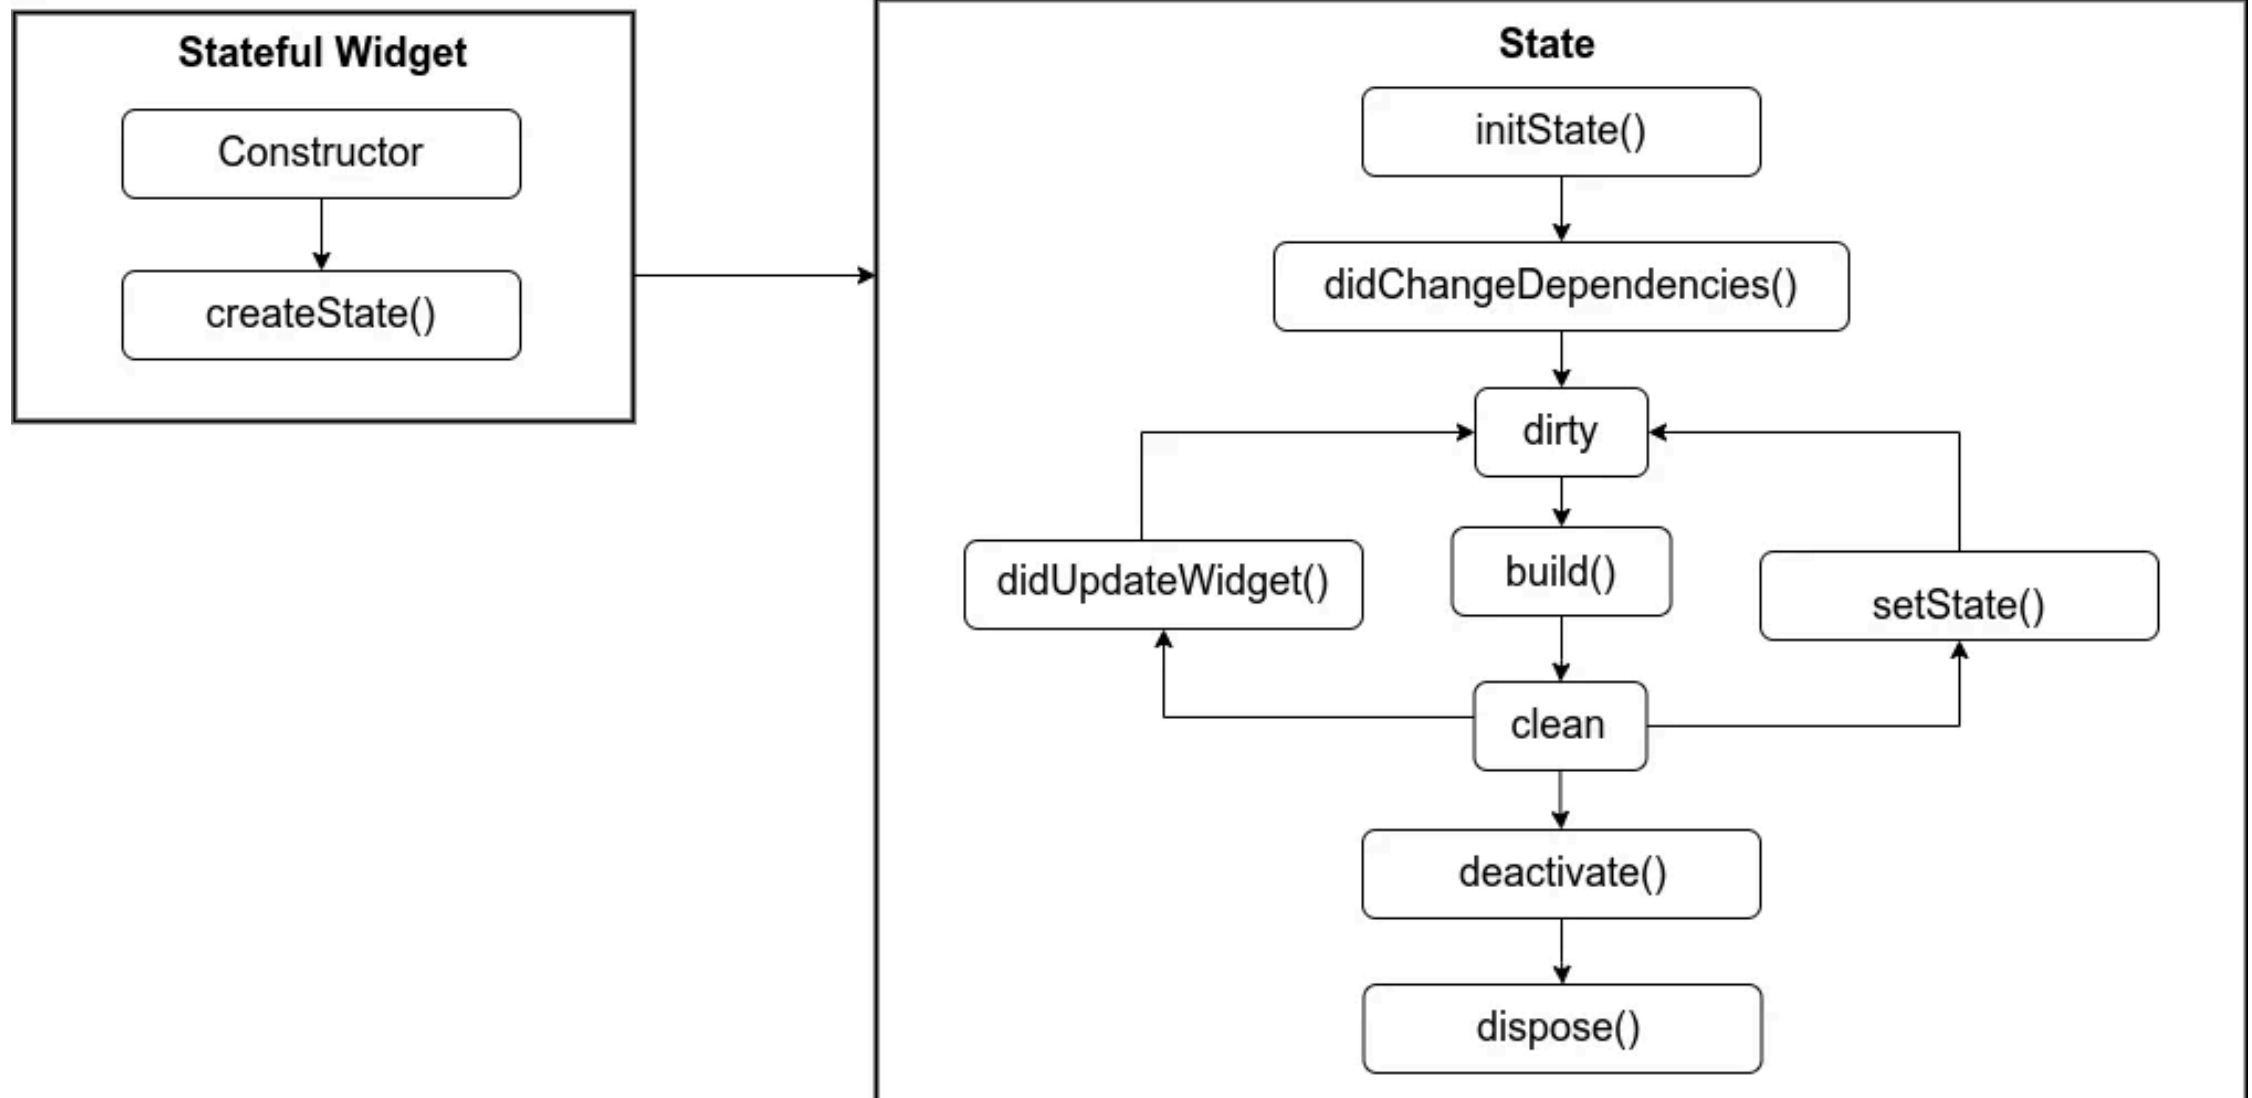 Stateful Widget
Constructor
createState()
State
initState()
didChangeDependencies()
dirty
didUpdateWidget()
build()
setState()
clean
deactivate()
dispose()